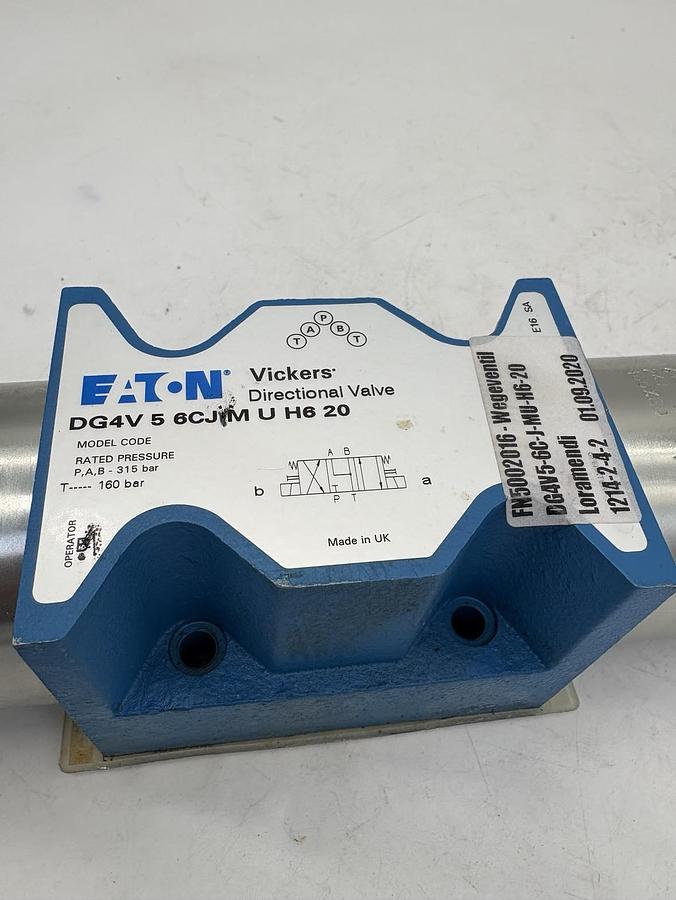 P
A B
T T
EATON® Vickers®
Directional Valve
DG4V 5 6CJ M U H6 20
MODEL CODE
RATED PRESSURE
P,A,B - 315 bar
T----- 160 bar
A B
b a
P T
Made in UK
OPERATOR
E16 SA
FN5002016 - Wegeventil
DG4V5-6C-J-MU-H6-20
Loramendi 01.09.2020
1214-2-4-2